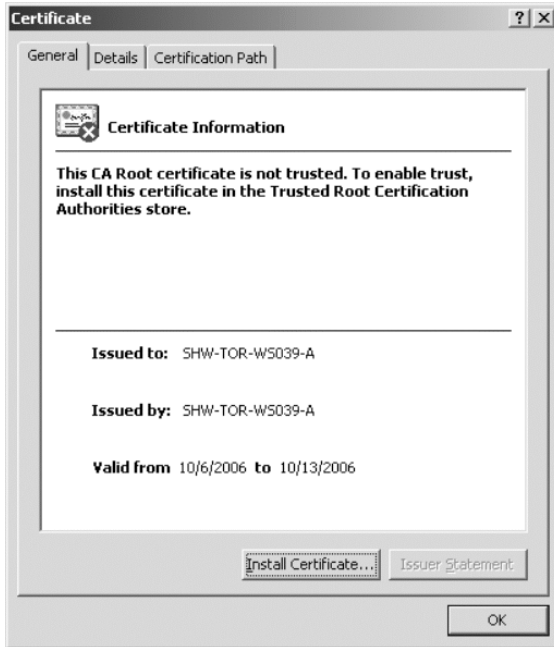 Certificate
General Details Certification Path
Certificate Information
This CA Root certificate is not trusted. To enable trust,
install this certificate in the Trusted Root Certification
Authorities store.
Issued to: SHW-TOR-WS039-A
Issued by: SHW-TOR-WS039-A
Valid from 10/6/2006 to 10/13/2006
Install Certificate... Issuer Statement
OK